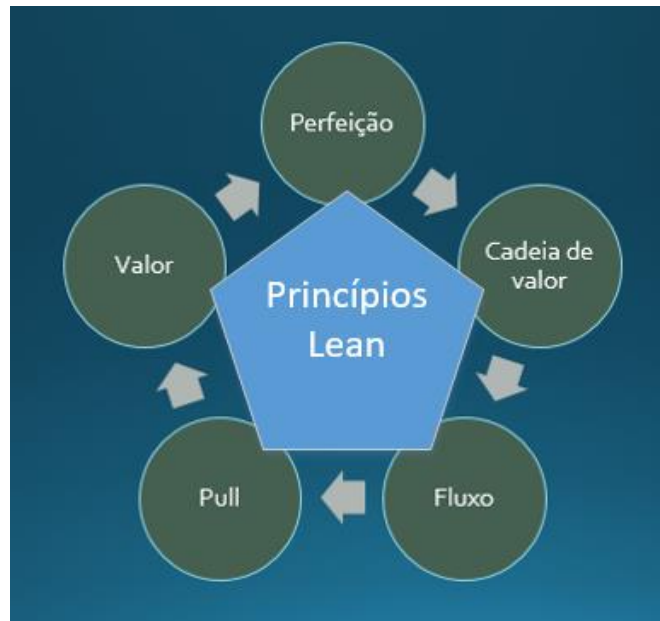 Perfeição
Valor
Cadeia de
valor
Princípios
Lean
Pull
Fluxo